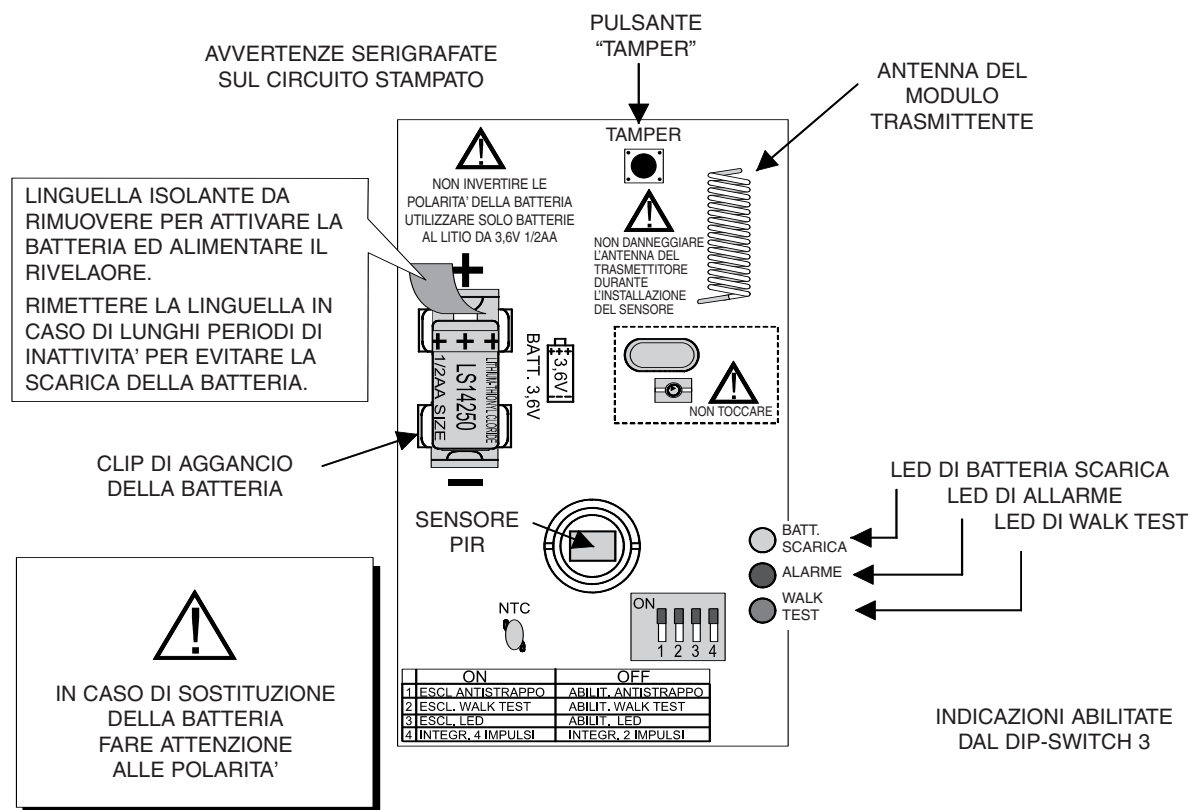 PULSANTE
“TAMPER”
AVVERTENZE SERIGRAFATE
SUL CIRCUITO STAMPATO
ANTENNA DEL
MODULO
TRASMITTENTE
TAMPER
NON INVERTIRE LE
POLARITA’ DELLA BATTERIA
UTILIZZARE SOLO BATTERIE
AL LITIO DA 3,6V 1/2AA
NON DANNEGGIARE
L’ANTENNA DEL
TRASMETTITORE
DURANTE
L’INSTALLAZIONE
DEL SENSORE
LINGUELLA ISOLANTE DA
RIMUOVERE PER ATTIVARE LA
BATTERIA ED ALIMENTARE IL
RIVELAORE.
RIMETTERE LA LINGUELLA IN
CASO DI LUNGHI PERIODI DI
INATTIVITA’ PER EVITARE LA
SCARICA DELLA BATTERIA.
+
+ + +
LITHIUM-THIONYL CLORIDE
LS14250
1/2AA SIZE
BATT. 3,6V
++
3,6V
NON TOCCARE
CLIP DI AGGANCIO
DELLA BATTERIA
SENSORE
PIR
LED DI BATTERIA SCARICA
LED DI ALLARME
LED DI WALK TEST
BATT.
SCARICA
ALARME
WALK
TEST
NTC
ON
1 2 3 4
ON OFF
1 ESCL ANTISTRAPPO ABILIT. ANTISTRAPPO
2 ESCL. WALK TEST ABILIT. WALK TEST
3 ESCL. LED ABILIT. LED
4 INTEGR. 4 IMPULSI INTEGR. 2 IMPULSI
IN CASO DI SOSTITUZIONE
DELLA BATTERIA
FARE ATTENZIONE
ALLE POLARITA’
INDICAZIONI ABILITATE
DAL DIP-SWITCH 3